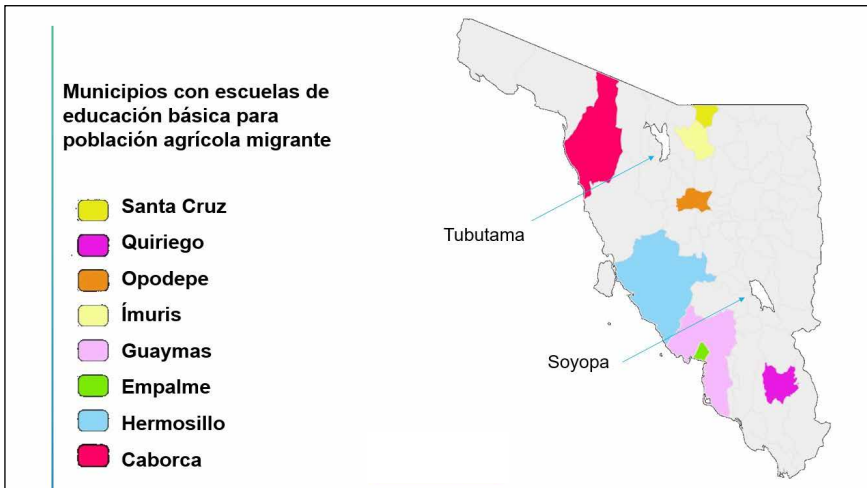 Municipios con escuelas de
educación básica para
población agrícola migrante
Santa Cruz
Quiriego
Opodepe
Ímuris
Guaymas
Empalme
Hermosillo
Caborca
Tubutama
Soyopa